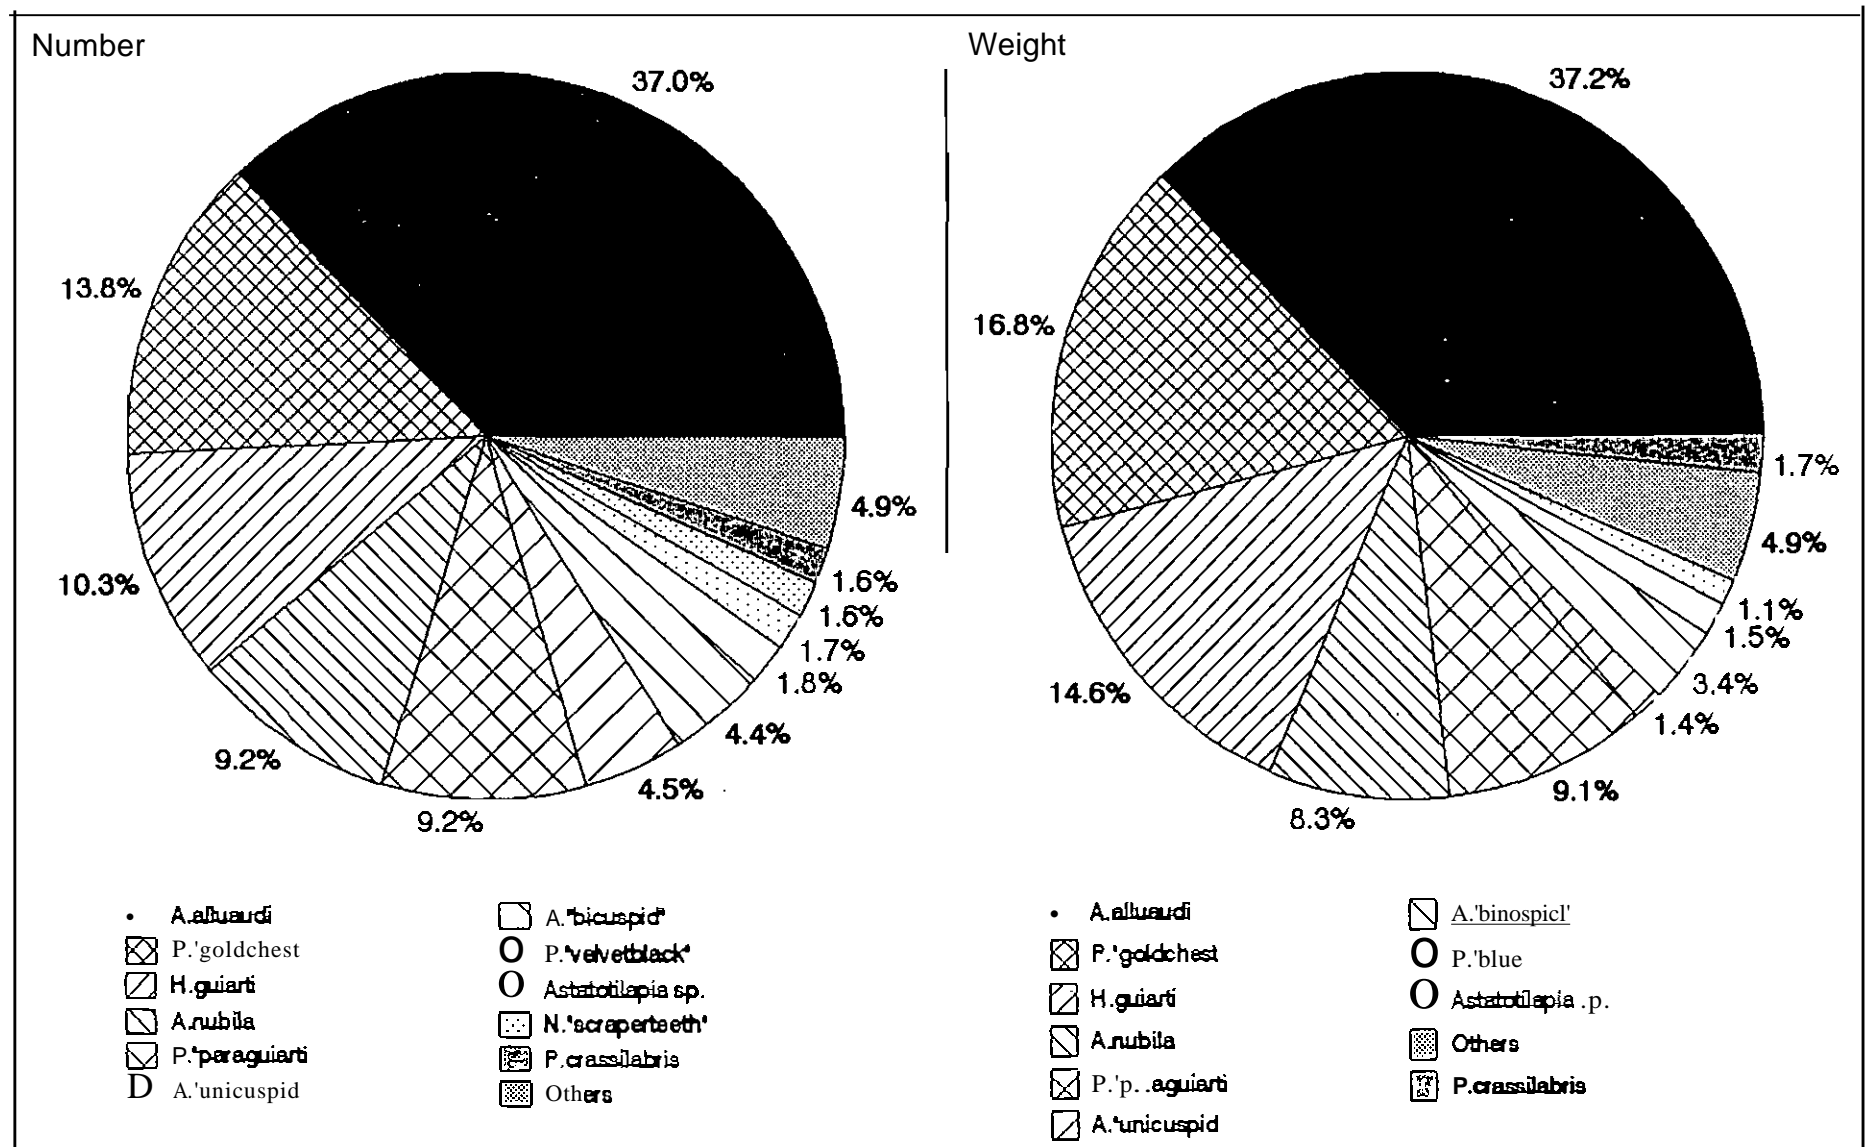 Number
37.0%
13.8%
10.3%
9.2%
9.2%
4.5%
4.4%
1.8%
1.7%
1.6%
1.6%
4.9%
• A.alluaudi
P.'goldchest
H.guiarti
A.nubila
P."paraguiarti
D A.'unicuspid
A."bicuspid"
O P."velvetblack"
O Astatotilapia sp.
N."scraperteeth"
P.crassilabris
Others
Weight
37.2%
16.8%
14.6%
8.3%
9.1%
1.4%
3.4%
1.5%
1.1%
4.9%
1.7%
• A.alluaudi
P."goldchest
H.guiarti
A.nubila
P.'p. .aguiarti
A."unicuspid
A.'binospicl'
O P.'blue
O Astatotilapia .p.
Others
P.crassilabris